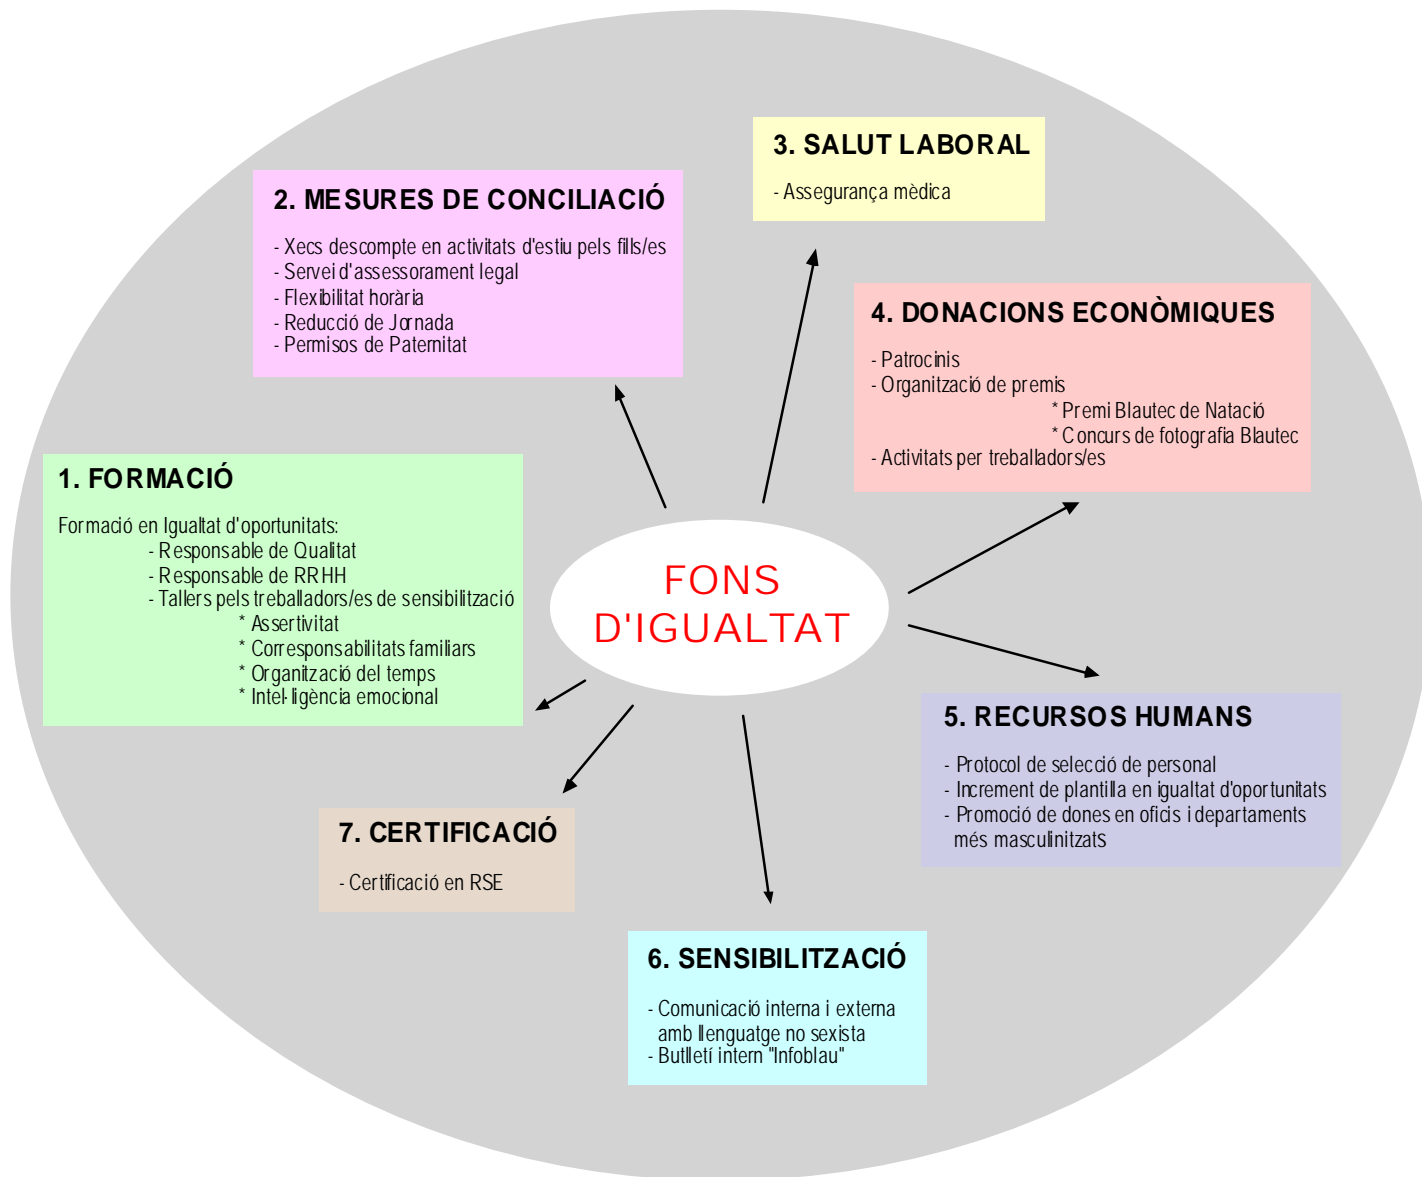 3. SALUT LABORAL
- Assegurança mèdica
2. MESURES DE CONCILIACIÓ
- Xecs descompte en activitats d'estiu pels fills/es
- Servei d'assessorament legal
- Flexibilitat horària
- Reducció de Jornada
- Permisos de Paternitat
4. DONACIONS ECONÒMIQUES
- Patrocinis
- Organització de premis
* Premi Blautec de Natació
* Concurs de fotografia Blautec
- Activitats per treballadors/es
1. FORMACIÓ
Formació en Igualtat d'oportunitats:
- Responsable de Qualitat
- Responsable de RRHH
- Tallers pels treballadors/es de sensibilització
* Assertivitat
* Corresponsabilitats familiars
* Organització del temps
* Intel·ligència emocional
FONS
D'IGUALTAT
5. RECURSOS HUMANS
- Protocol de selecció de personal
- Increment de plantilla en igualtat d'oportunitats
- Promoció de dones en oficis i departaments
més masculinitzats
7. CERTIFICACIÓ
- Certificació en RSE
6. SENSIBILITZACIÓ
- Comunicació interna i externa
amb llenguatge no sexista
- Butlletí intern "Infoblau"